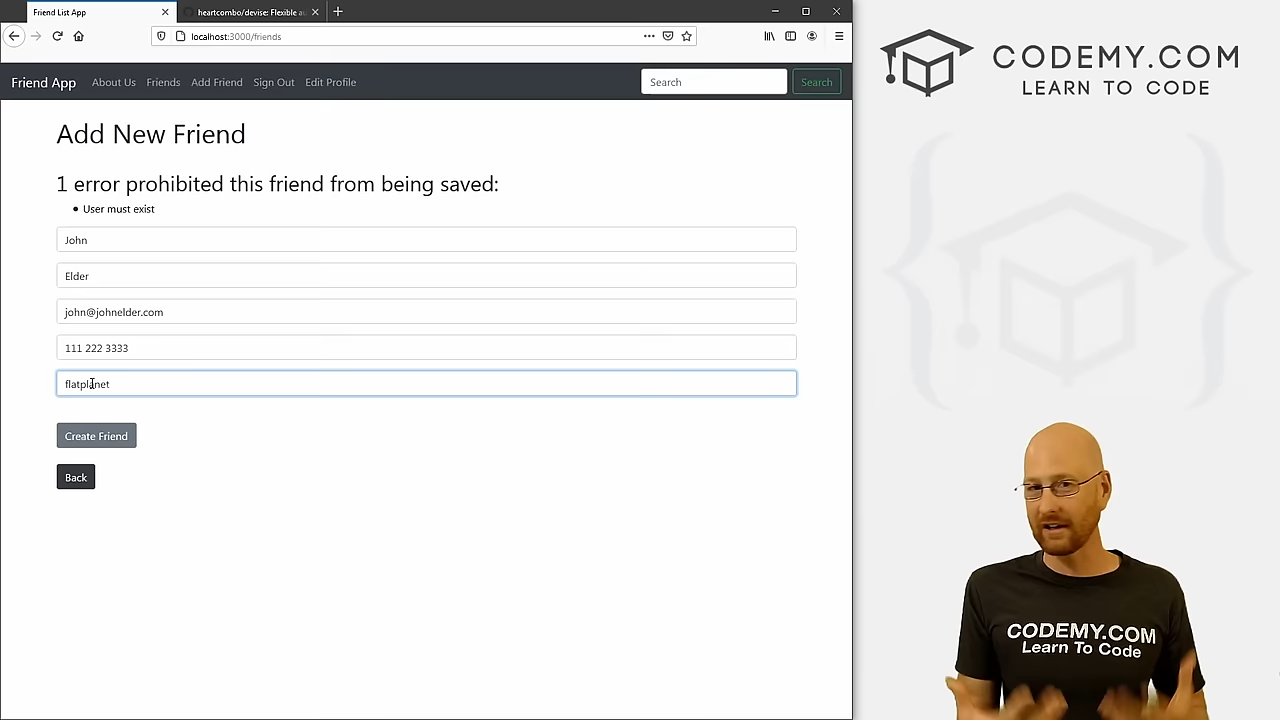 Friend List App
heartcombo/devise: Flexible au
localhost:3000/friends
Friend App
About Us
Friends
Add Friend
Sign Out
Edit Profile
Search
Search
Add New Friend
1 error prohibited this friend from being saved:
User must exist
John
Elder
john@johnelder.com
111 222 3333
flatplanet
Create Friend
Back
CODEMY.COM
LEARN TO CODE
CODEMY.COM
Learn To Code